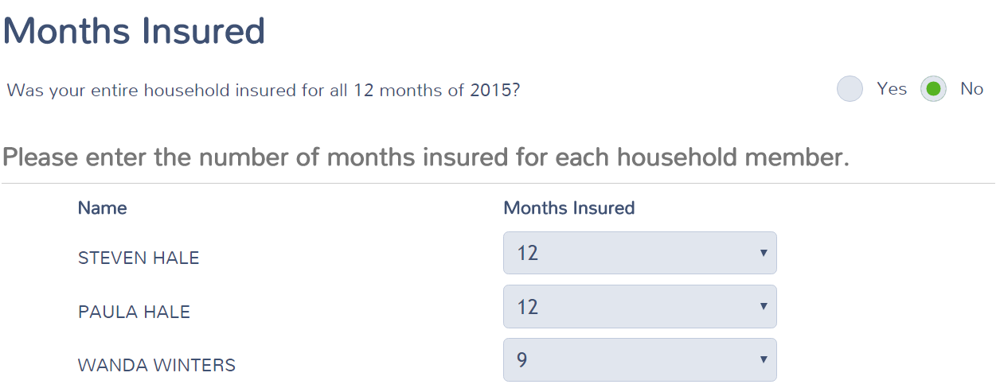 Months Insured
Was your entire household insured for all 12 months of 2015? Yes No
Please enter the number of months insured for each household member.
Name Months Insured
STEVEN HALE 12
PAULA HALE 12
WANDA WINTERS 9